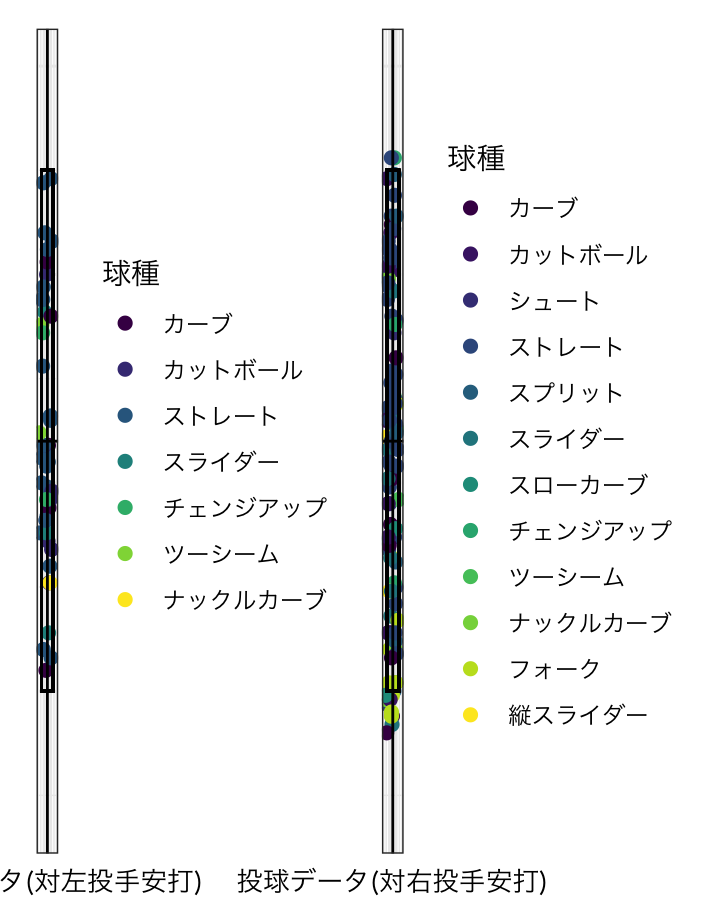 球種
カーブ
カットボール
ストレート
スライダー
チェンジアップ
ツーシーム
ナックルカーブ
球種
カーブ
カットボール
シュート
ストレート
スプリット
スライダー
スローカーブ
チェンジアップ
ツーシーム
ナックルカーブ
フォーク
縦スライダー
タ(対左投手安打)
投球データ(対右投手安打)